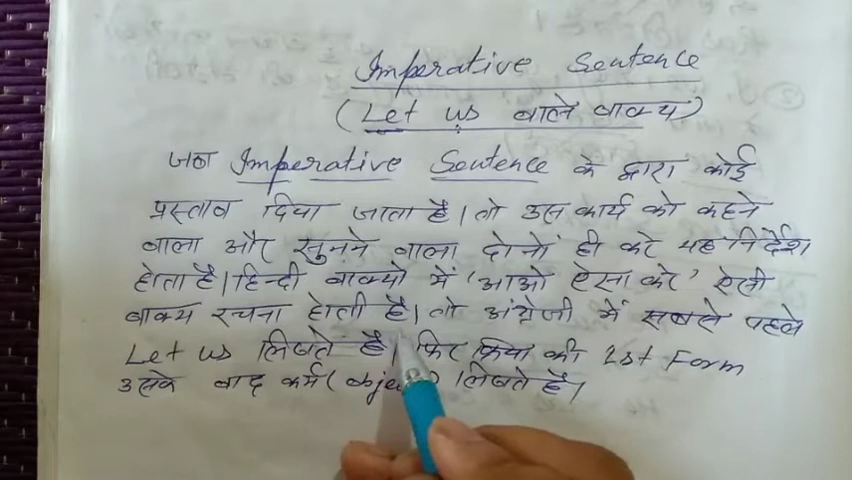 Imperative Sentence
(Let us वाले वाक्य)
जब Imperative Sentence के द्वारा कोई
प्रस्ताव दिया जाता है। तो उस कार्य को कहने
वाला और सुनने वाला दोनों ही करे यह निर्देश
होता है। हिन्दी वाक्यो में 'आओ ऐसा करे' ऐसी
वाक्य रचना होती है। तो अंग्रेजी में सबसे पहले
Let us लिखते है। फिर क्रिया की 1st Form
उसके बाद कर्म ( लिखते है।